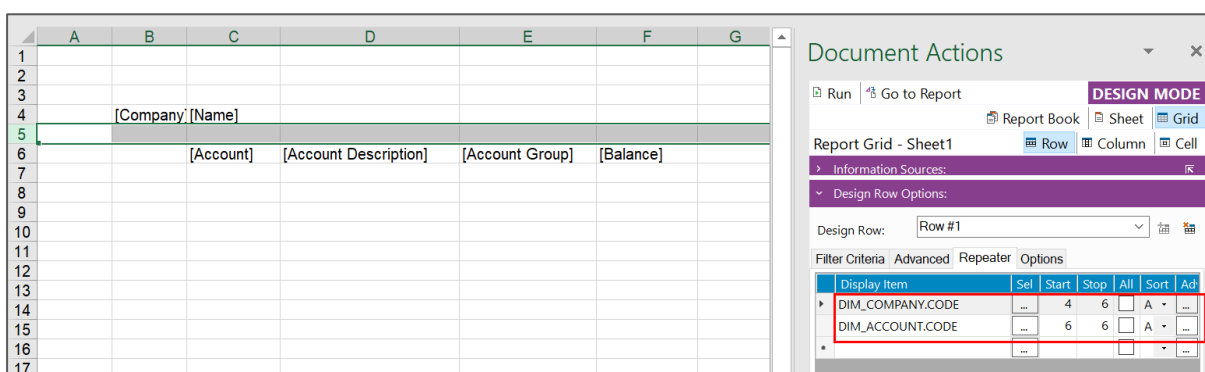 A B C D E F G
1
2
3
4 [Company] [Name]
5
6 [Account] [Account Description] [Account Group] [Balance]
7
8
9
10
11
12
13
14
15
16
17
Document Actions
Run Go to Report DESIGN MODE
Report Book Sheet Grid
Report Grid - Sheet1 Row Column Cell
Information Sources:
Design Row Options:
Design Row: Row #1
Filter Criteria Advanced Repeater Options
Display Item Sel Start Stop All Sort Ad
DIM_COMPANY.CODE ... 4 6 A ...
DIM_ACCOUNT.CODE ... 6 6 A ...
... ...